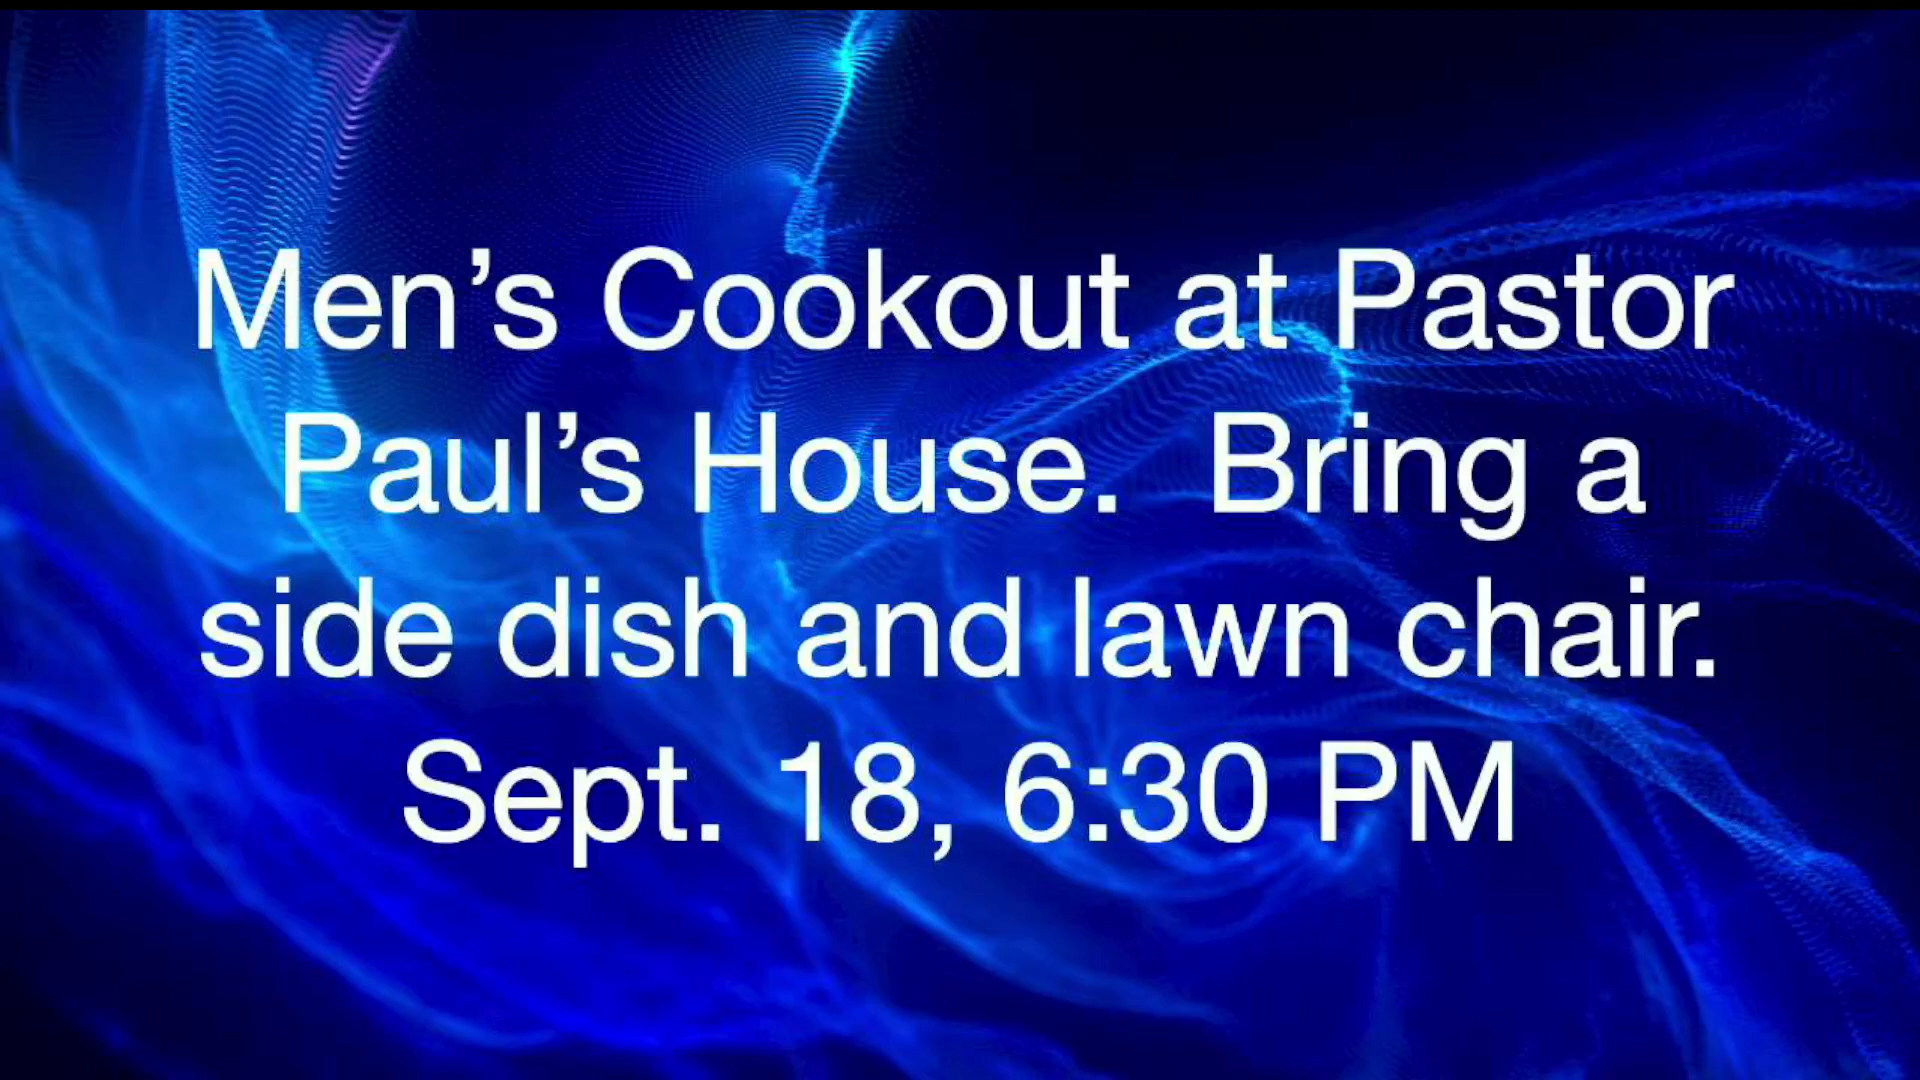 Men’s Cookout at Pastor
Paul’s House.  Bring a
side dish and lawn chair.
Sept.  18, 6:30 PM